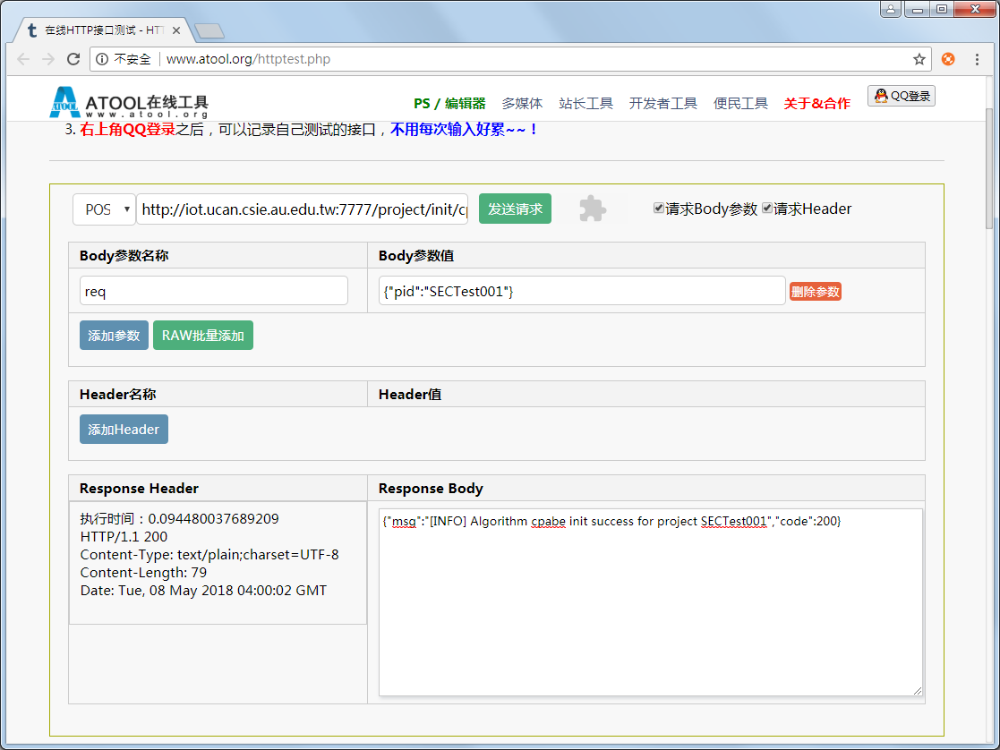 在线HTTP接口测试 - HTT
不安全 www.atool.org/httptest.php
ATOOL在线工具
www.atool.org
PS / 编辑器 多媒体 站长工具 开发者工具 便民工具 关于&合作 QQ登录
3. 右上角QQ登录之后，可以记录自己测试的接口，不用每次输入好累~~！
POS http://iot.ucan.csie.au.edu.tw:7777/project/init/cp 发送请求 请求Body参数 请求Header
Body参数名称 Body参数值
req {"pid":"SECTest001"} 删除参数
添加参数 RAW批量添加
Header名称 Header值
添加Header
Response Header Response Body
执行时间：0.094480037689209
HTTP/1.1 200
Content-Type: text/plain;charset=UTF-8
Content-Length: 79
Date: Tue, 08 May 2018 04:00:02 GMT
{"msg":"[INFO] Algorithm cpabe init success for project SECTest001","code":200}